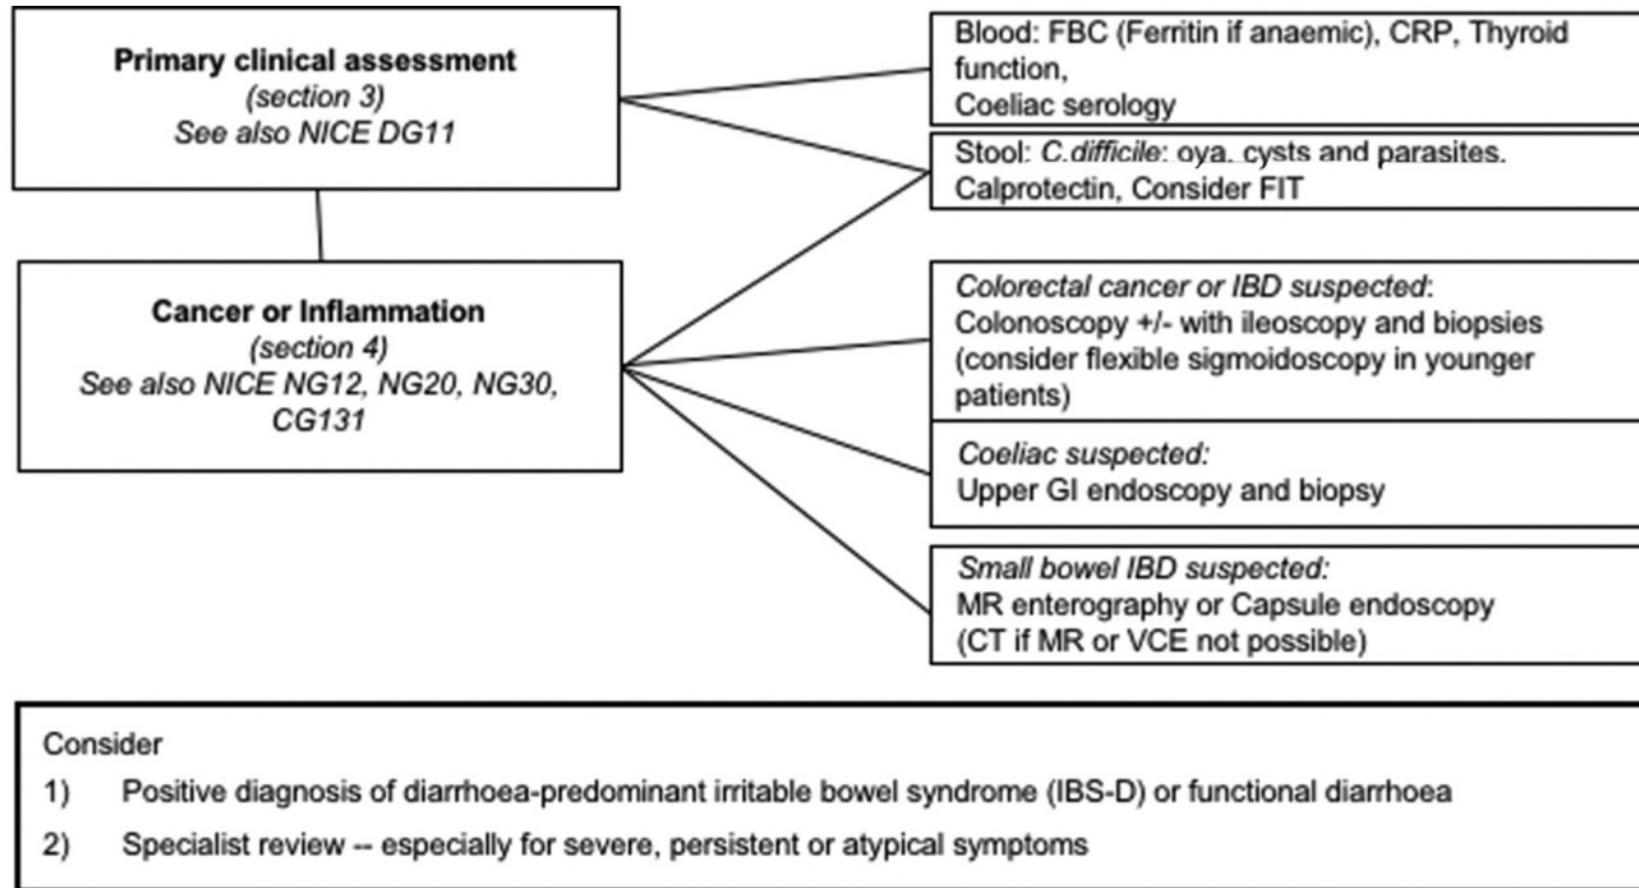 Primary clinical assessment
(section 3)
See also NICE DG11
Blood: FBC (Ferritin if anaemic), CRP, Thyroid
function,
Coeliac serology
Stool: C.difficile: oya. cysts and parasites.
Calprotectin, Consider FIT
Cancer or Inflammation
(section 4)
See also NICE NG12, NG20, NG30,
CG131
Colorectal cancer or IBD suspected:
Colonoscopy +/- with ileoscopy and biopsies
(consider flexible sigmoidoscopy in younger
patients)
Coeliac suspected:
Upper GI endoscopy and biopsy
Small bowel IBD suspected:
MR enterography or Capsule endoscopy
(CT if MR or VCE not possible)
Consider
1) Positive diagnosis of diarrhoea-predominant irritable bowel syndrome (IBS-D) or functional diarrhoea
2) Specialist review -- especially for severe, persistent or atypical symptoms